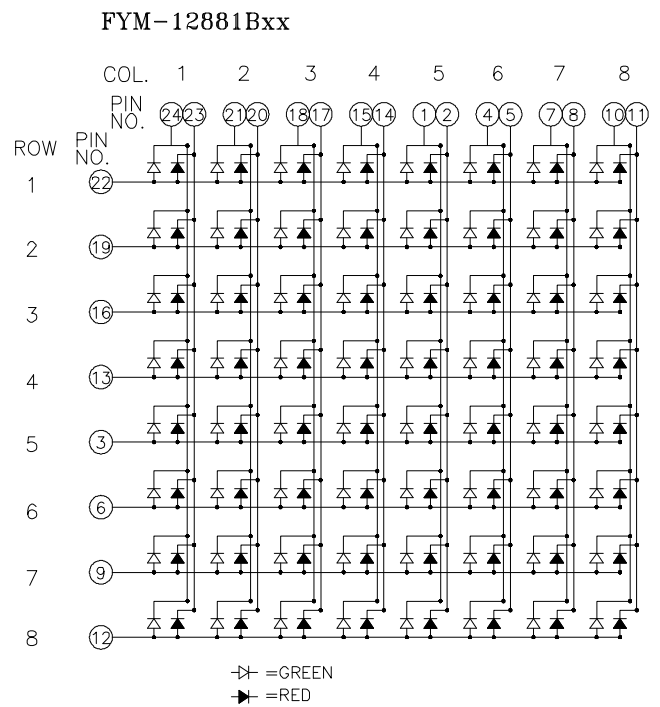 FYM-12881Bxx
COL. 1 2 3 4 5 6 7 8
PIN NO. 24 23 21 20 18 17 15 14 1 2 4 5 7 8 10 11
ROW PIN NO.
1 22
2 19
3 16
4 13
5 3
6 6
7 9
8 12
=GREEN
=RED